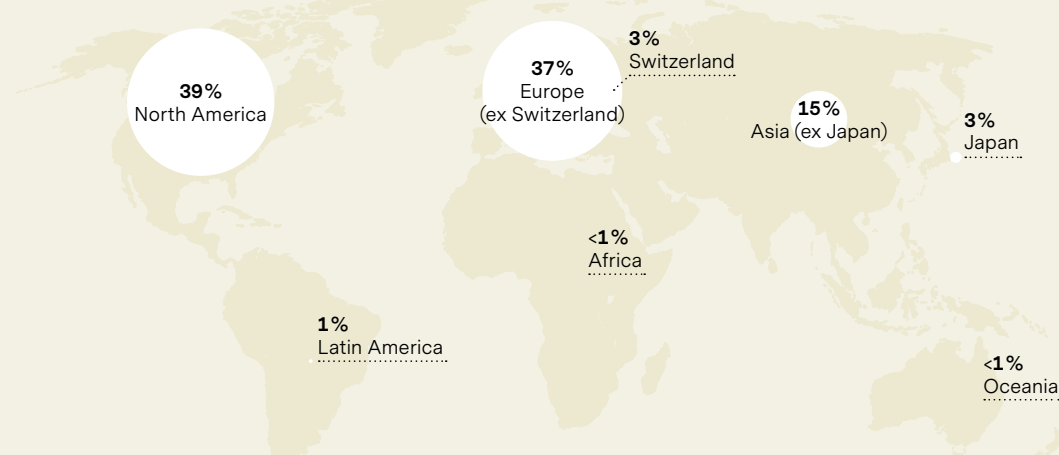 39%
North America
37%
Europe
(ex Switzerland)
3%
Switzerland
15%
Asia (ex Japan)
3%
Japan
<1%
Africa
1%
Latin America
<1%
Oceania